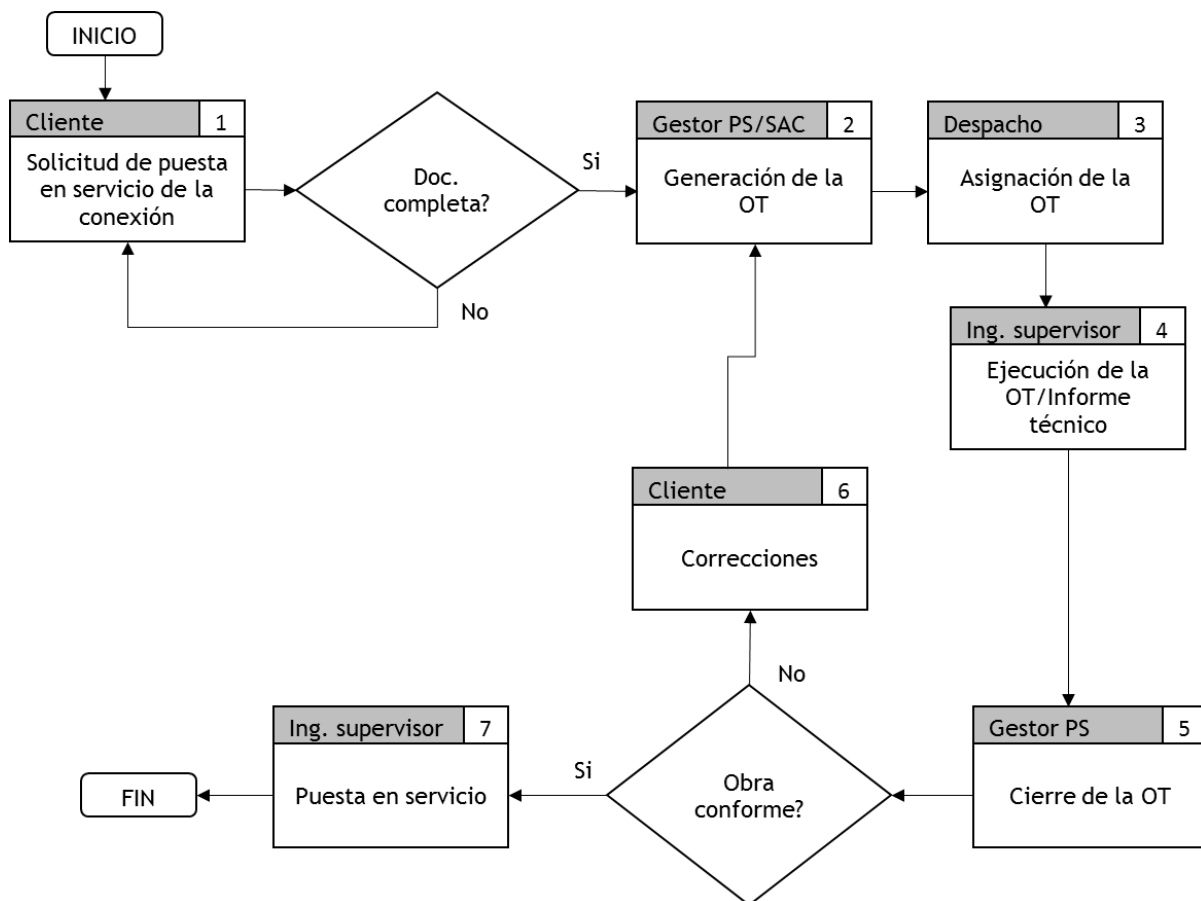 INICIO
Cliente 1
Solicitud de puesta
en servicio de la
conexión
Doc.
completa?
Si
No
Gestor PS/SAC 2
Generación de la
OT
Despacho 3
Asignación de la
OT
Ing. supervisor 4
Ejecución de la
OT/Informe
técnico
Cliente 6
Correcciones
No
Gestor PS 5
Cierre de la OT
Obra
conforme?
Si
Ing. supervisor 7
Puesta en servicio
FIN